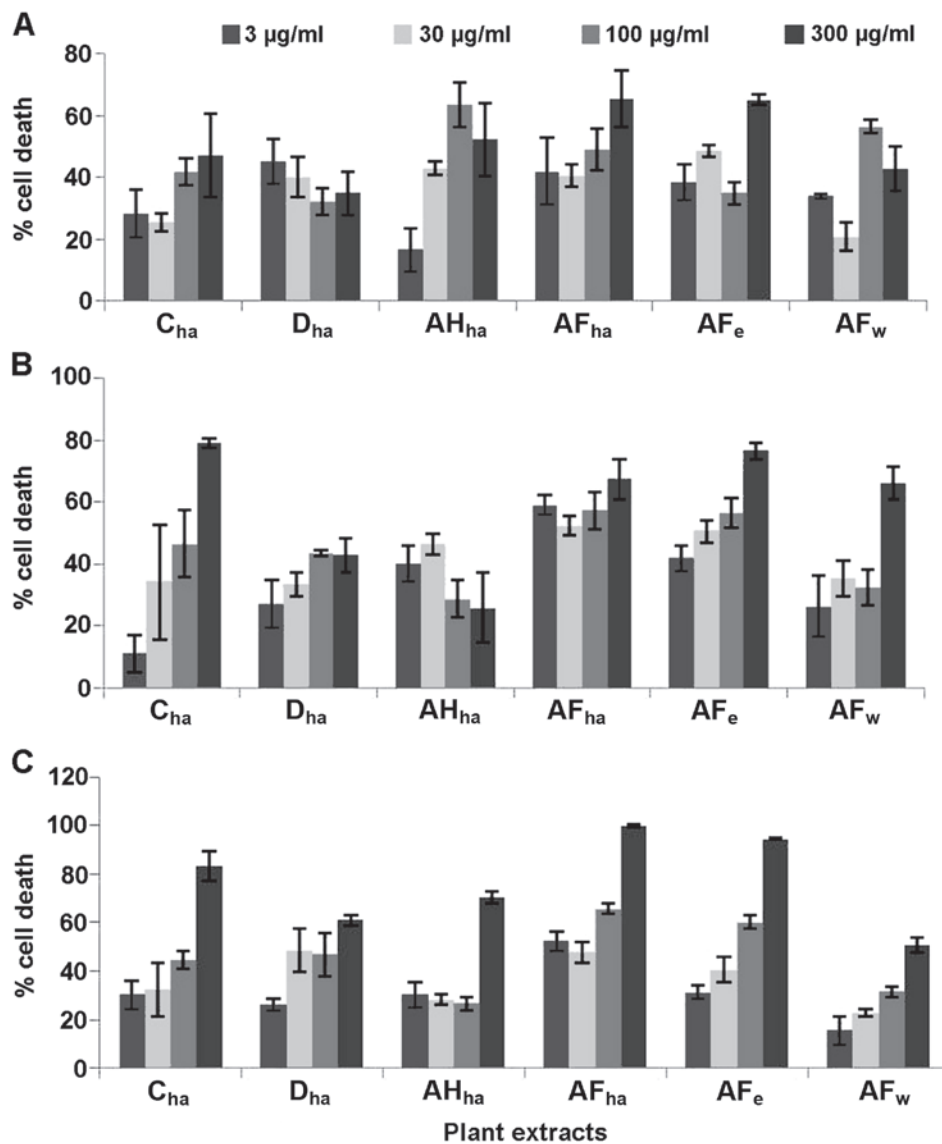 A
3 µg/ml 30 µg/ml 100 µg/ml 300 µg/ml
80
60
40
20
0
% cell death
Cha Dha AHha AFha AFe AFw
B
100
80
60
40
20
0
% cell death
Cha Dha AHha AFha AFe AFw
C
120
100
80
60
40
20
0
% cell death
Cha Dha AHha AFha AFe AFw
Plant extracts